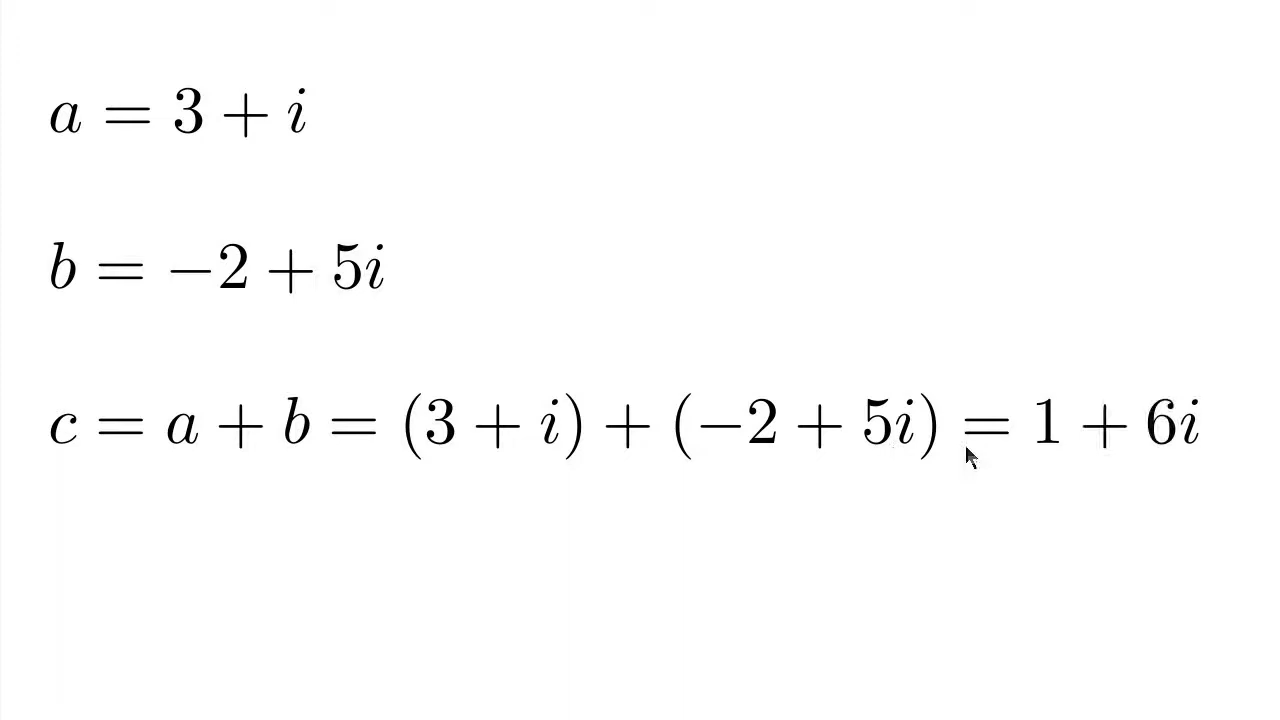 a = 3 + i
b = −2 + 5i
c = a + b = (3 + i) + (−2 + 5i) = 1 + 6i